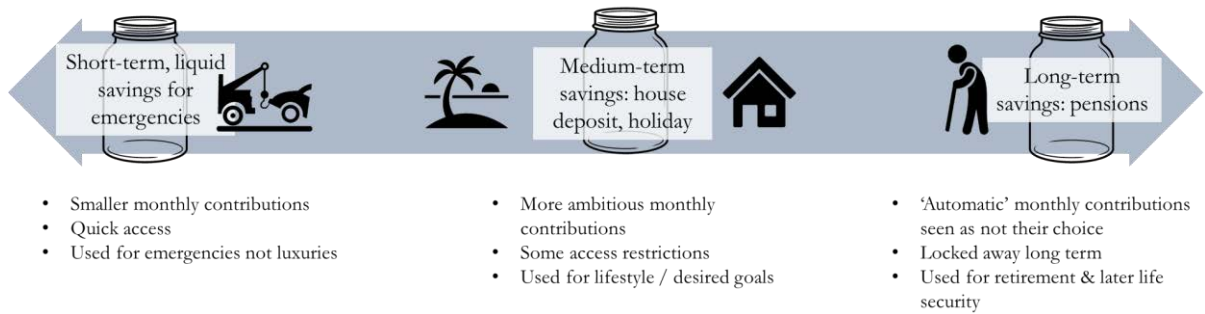 Short-term, liquid
savings for
emergencies
Medium-term
savings: house
deposit, holiday
Long-term
savings: pensions
• Smaller monthly contributions
• Quick access
• Used for emergencies not luxuries
• More ambitious monthly
contributions
• Some access restrictions
• Used for lifestyle / desired goals
• ‘Automatic’ monthly contributions
seen as not their choice
• Locked away long term
• Used for retirement & later life
security